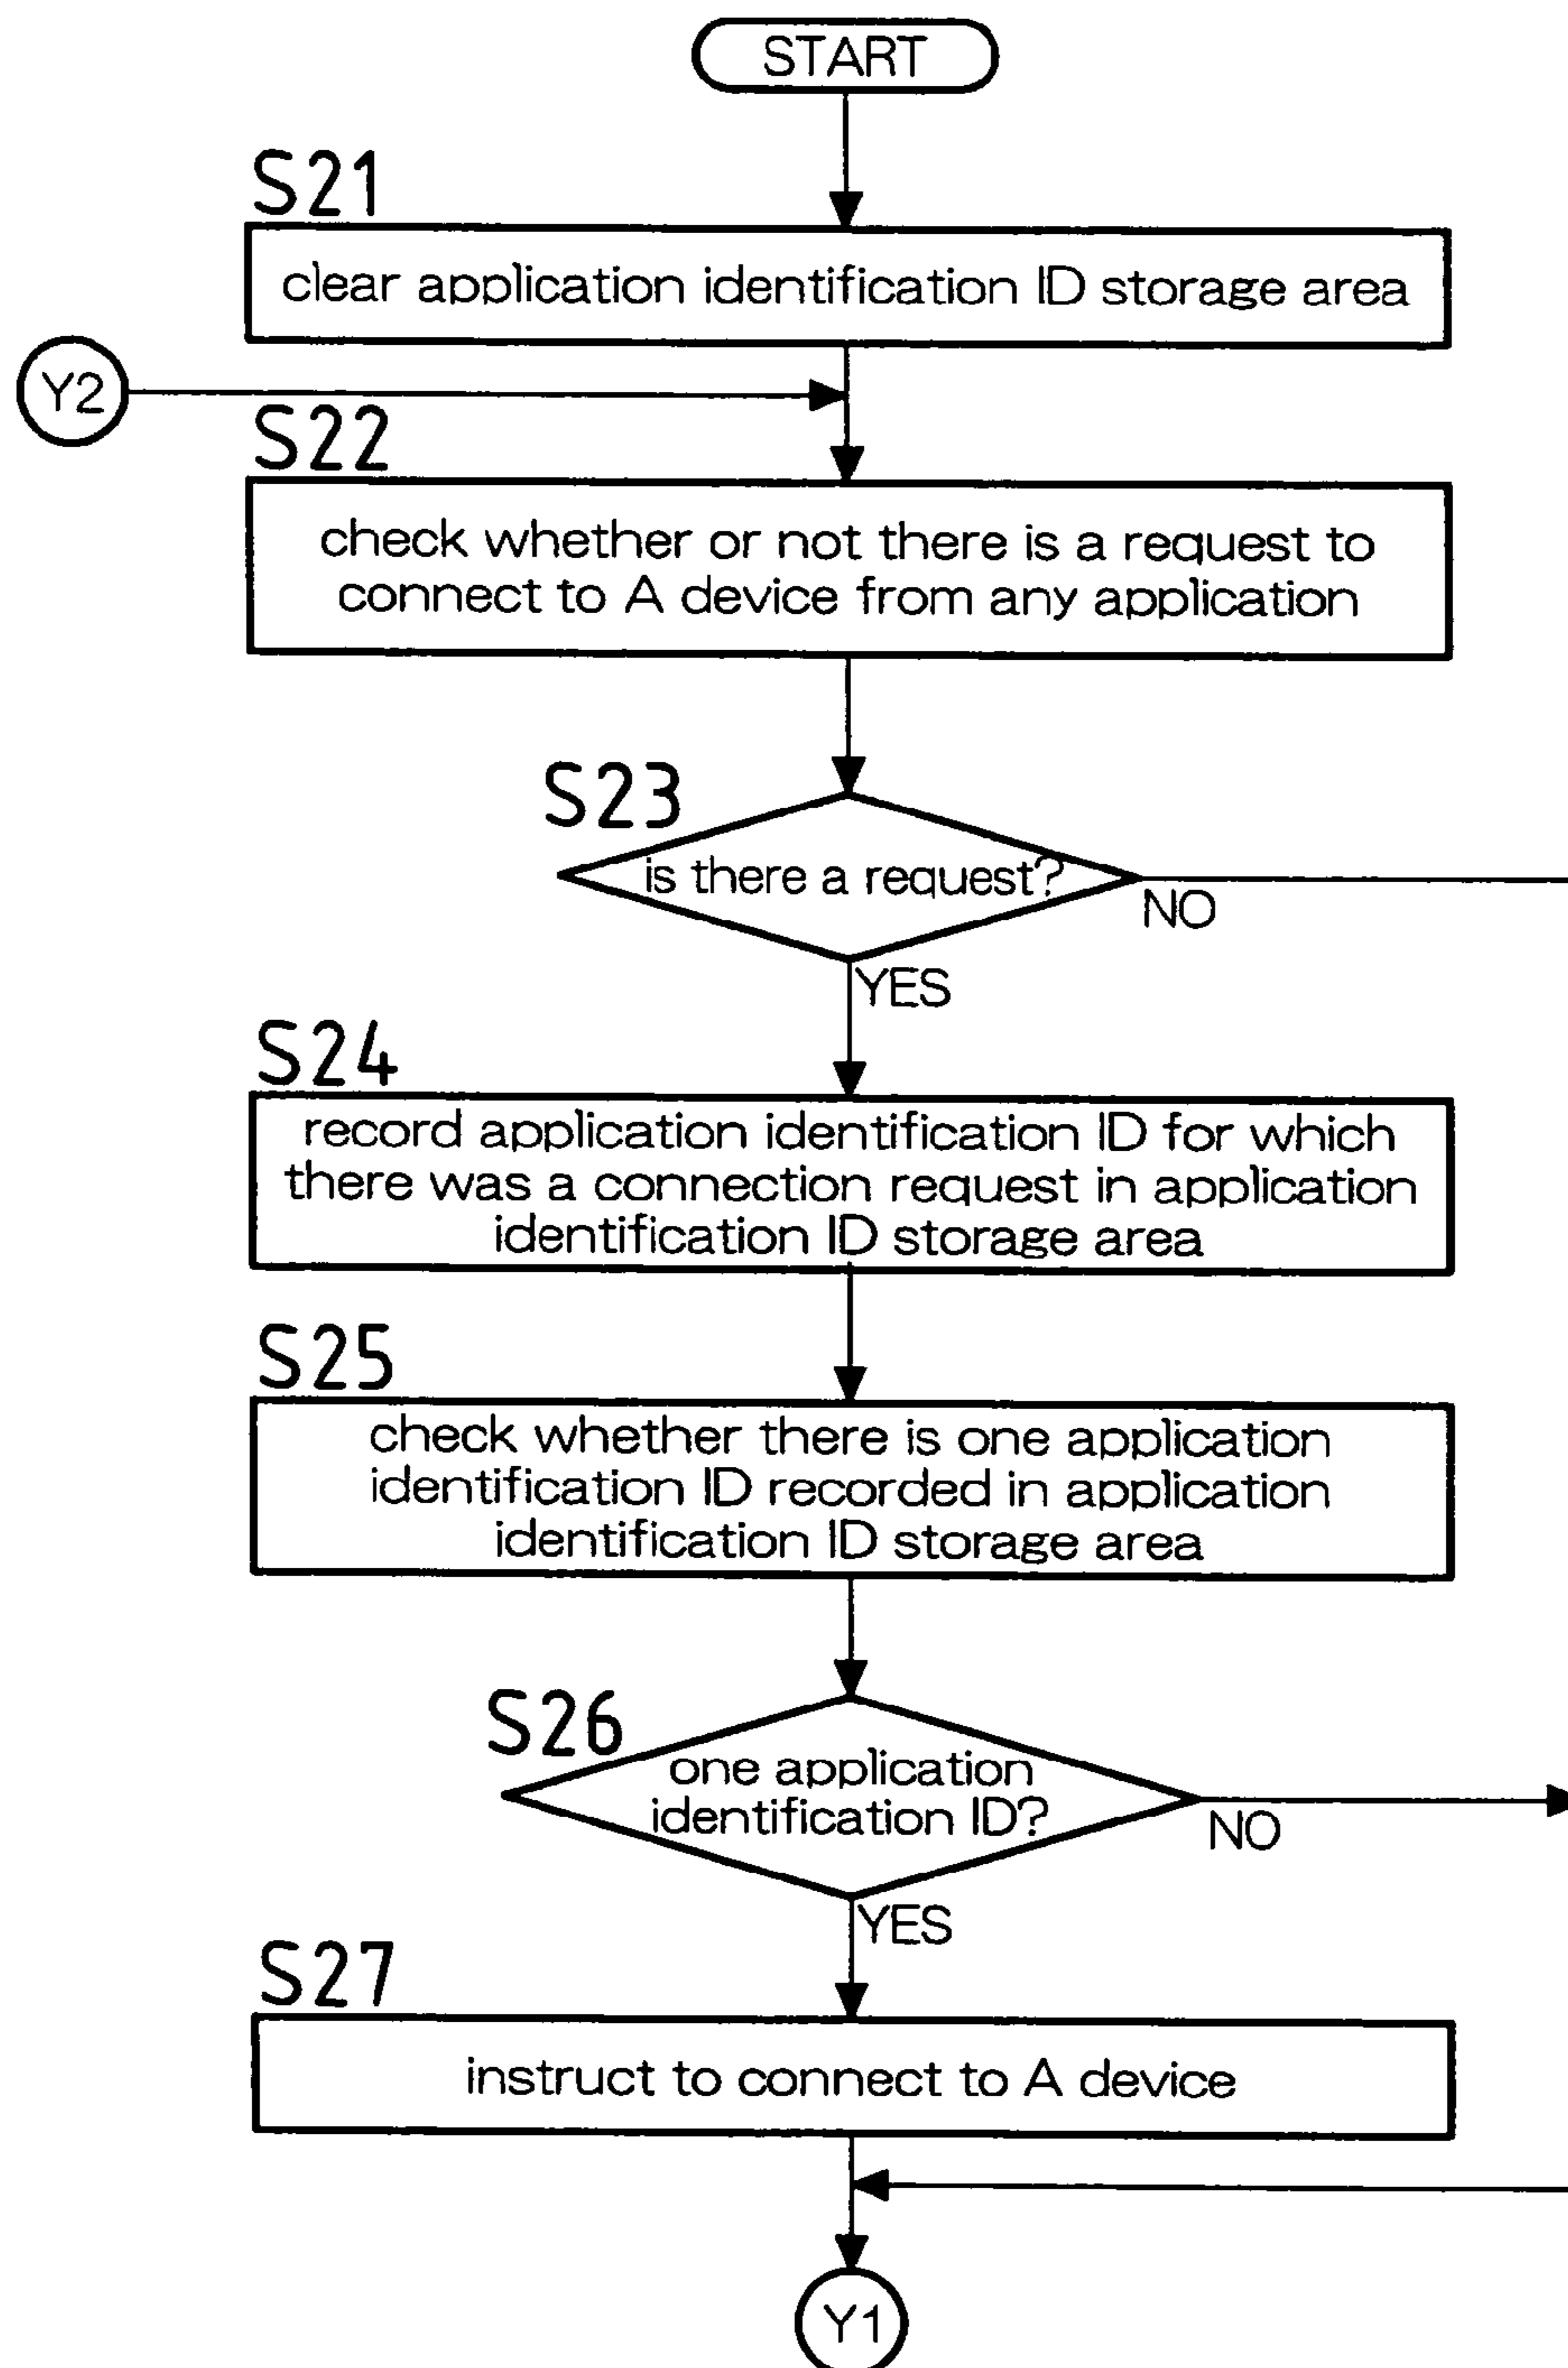 START
S21
clear application identification ID storage area
Y2
S22
check whether or not there is a request to
connect to A device from any application
S23
is there a request?
NO
YES
S24
record application identification ID for which
there was a connection request in application
identification ID storage area
S25
check whether there is one application
identification ID recorded in application
identification ID storage area
S26
one application
identification ID?
NO
YES
S27
instruct to connect to A device
Y1